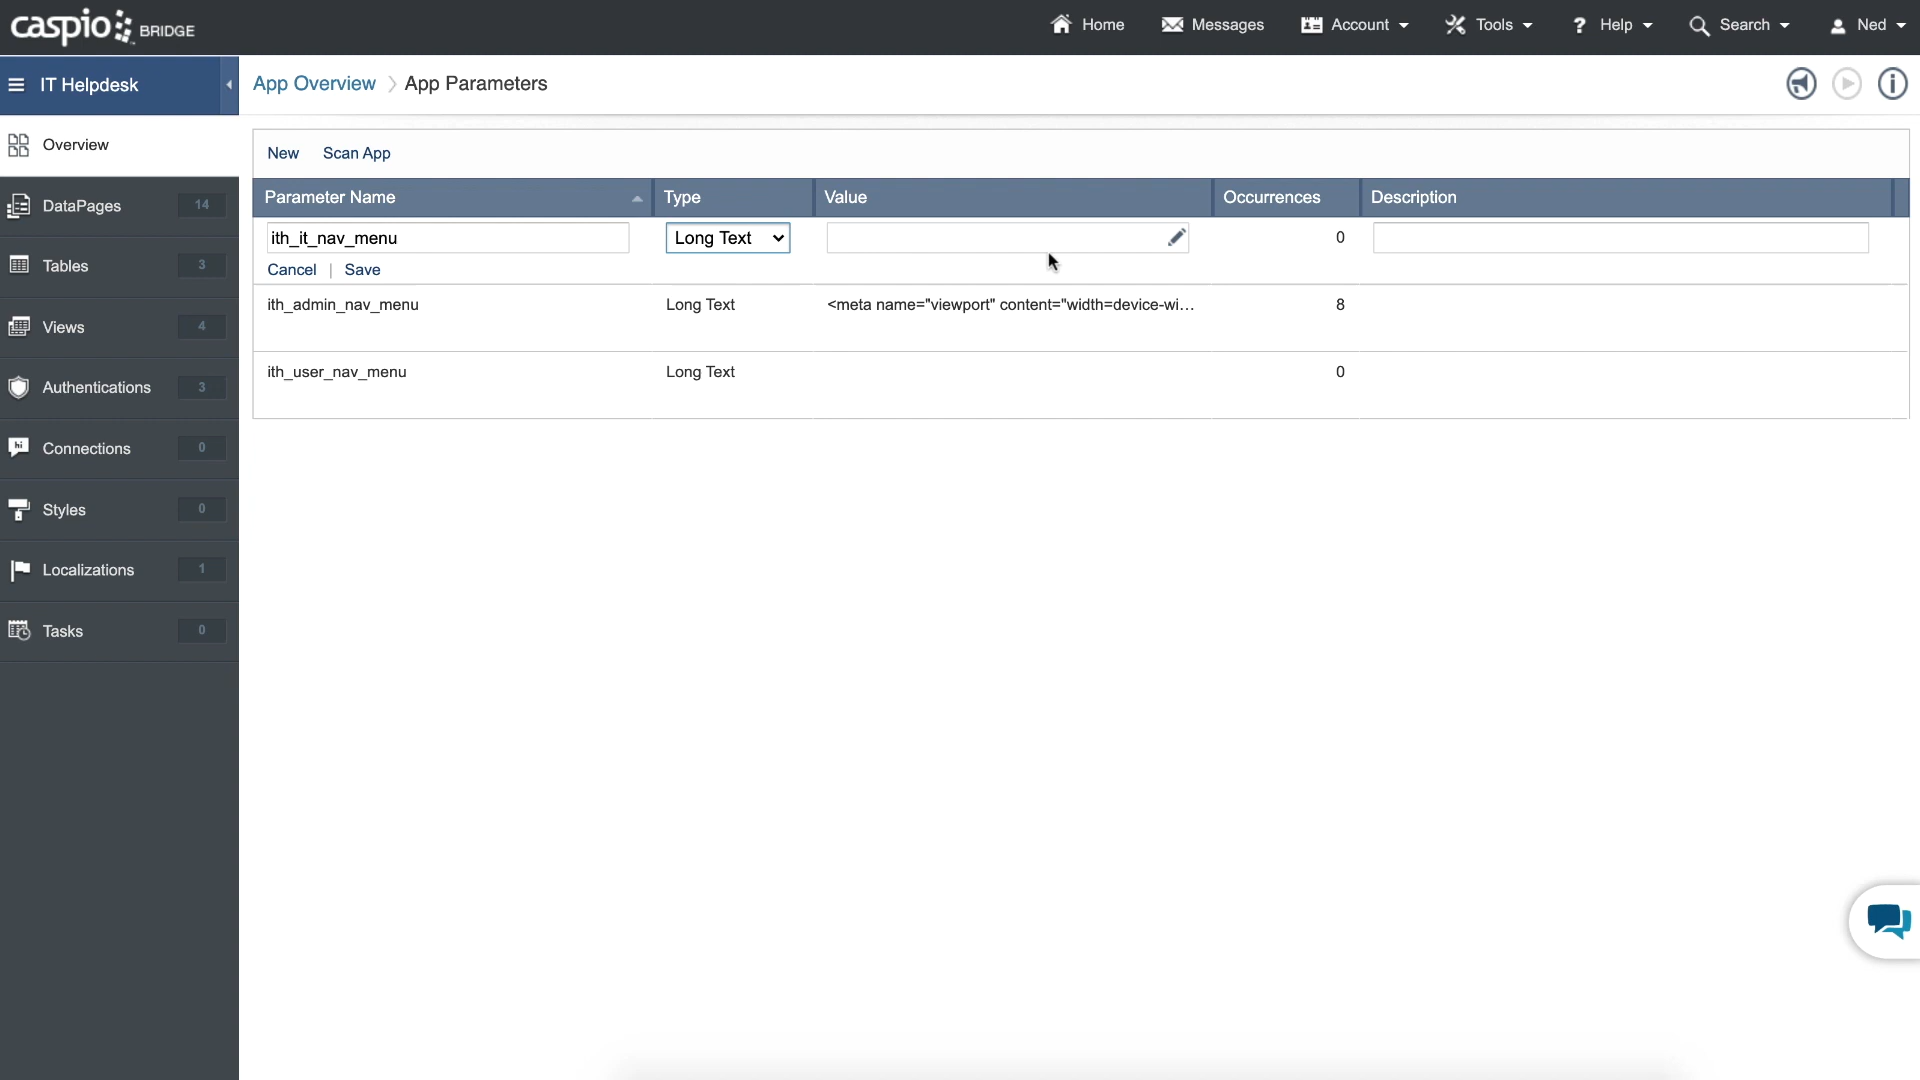 caspio BRIDGE
Home
Messages
Account
Tools
? Help
Search
Ned
IT Helpdesk
App Overview
App Parameters
Overview
DataPages 14
Tables 3
Views 4
Authentications 3
hi Connections 0
Styles 0
Localizations 1
Tasks 0
New Scan App
Parameter Name Type Value Occurrences Description
ith_it_nav_menu Long Text 0
Cancel | Save
ith_admin_nav_menu Long Text <meta name="viewport" content="width=device-wi... 8
ith_user_nav_menu Long Text 0